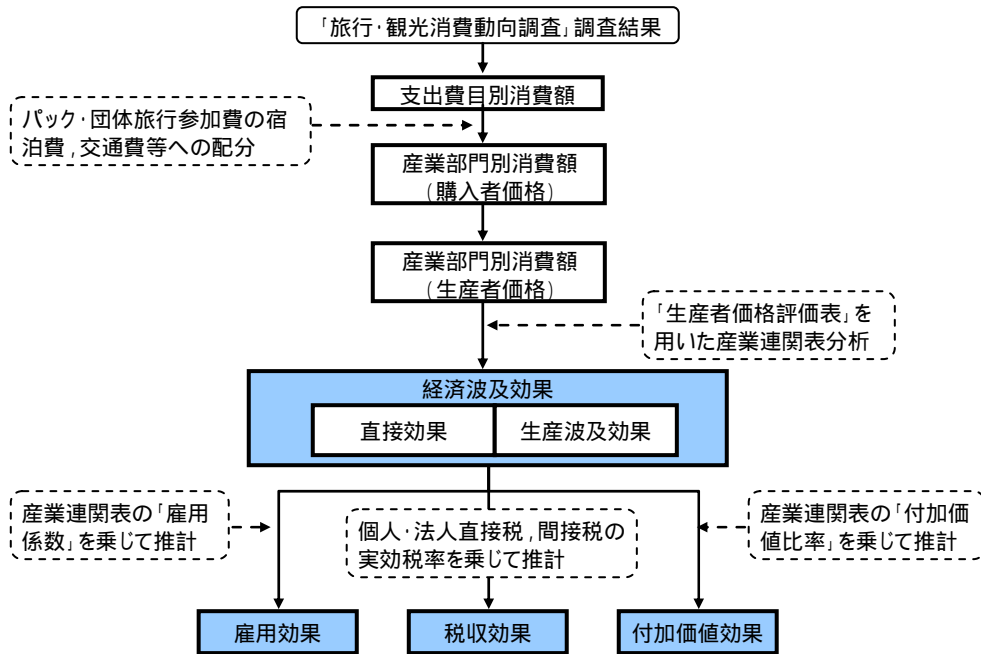 「旅行・観光消費動向調査」調査結果
支出費目別消費額
パック・団体旅行参加費の宿
泊費，交通費等への配分
産業部門別消費額
（購入者価格）
産業部門別消費額
（生産者価格）
「生産者価格評価表」を
用いた産業連関表分析
経済波及効果
直接効果
生産波及効果
産業連関表の「雇用
係数」を乗じて推計
個人・法人直接税，間接税の
実効税率を乗じて推計
産業連関表の「付加価
値比率」を乗じて推計
雇用効果
税収効果
付加価値効果